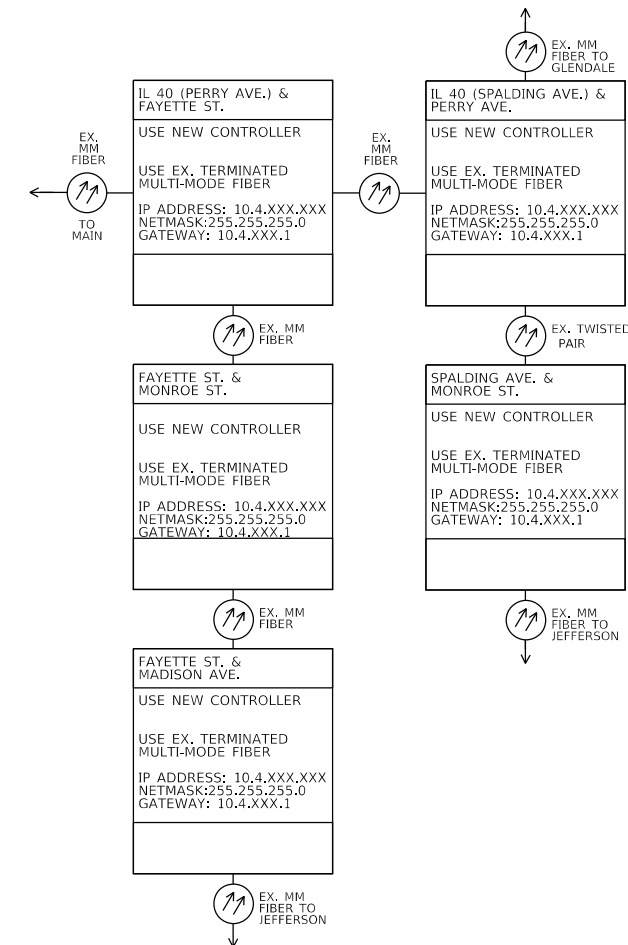 EX. MM
FIBER TO
GLENDALE
IL 40 (PERRY AVE.) &
FAYETTE ST.
USE NEW CONTROLLER
USE EX. TERMINATED
MULTI-MODE FIBER
IP ADDRESS: 10.4.XXX.XXX
NETMASK:255.255.255.0
GATEWAY: 10.4.XXX.1
IL 40 (SPALDING AVE.) &
PERRY AVE.
USE NEW CONTROLLER
USE EX. TERMINATED
MULTI-MODE FIBER
IP ADDRESS: 10.4.XXX.XXX
NETMASK:255.255.255.0
GATEWAY: 10.4.XXX.1
EX.
MM
FIBER
TO
MAIN
EX.
MM
FIBER
EX. MM
FIBER
EX. TWISTED
PAIR
FAYETTE ST. &
MONROE ST.
USE NEW CONTROLLER
USE EX. TERMINATED
MULTI-MODE FIBER
IP ADDRESS: 10.4.XXX.XXX
NETMASK:255.255.255.0
GATEWAY: 10.4.XXX.1
SPALDING AVE. &
MONROE ST.
USE NEW CONTROLLER
USE EX. TERMINATED
MULTI-MODE FIBER
IP ADDRESS: 10.4.XXX.XXX
NETMASK:255.255.255.0
GATEWAY: 10.4.XXX.1
EX. MM
FIBER
EX. MM
FIBER TO
JEFFERSON
FAYETTE ST. &
MADISON AVE.
USE NEW CONTROLLER
USE EX. TERMINATED
MULTI-MODE FIBER
IP ADDRESS: 10.4.XXX.XXX
NETMASK:255.255.255.0
GATEWAY: 10.4.XXX.1
EX. MM
FIBER TO
JEFFERSON